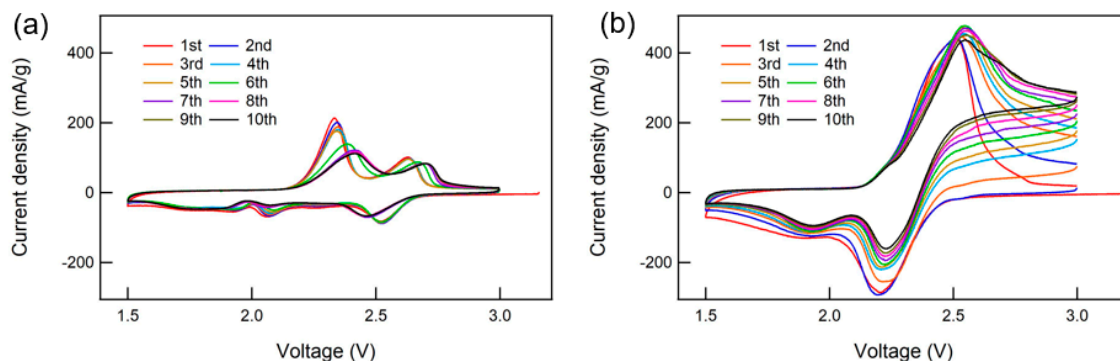 (a)
Current density (mA/g)
400
200
0
-200
1st 2nd
3rd 4th
5th 6th
7th 8th
9th 10th
1.5 2.0 2.5 3.0
Voltage (V)
(b)
Current density (mA/g)
400
200
0
-200
1st 2nd
3rd 4th
5th 6th
7th 8th
9th 10th
1.5 2.0 2.5 3.0
Voltage (V)